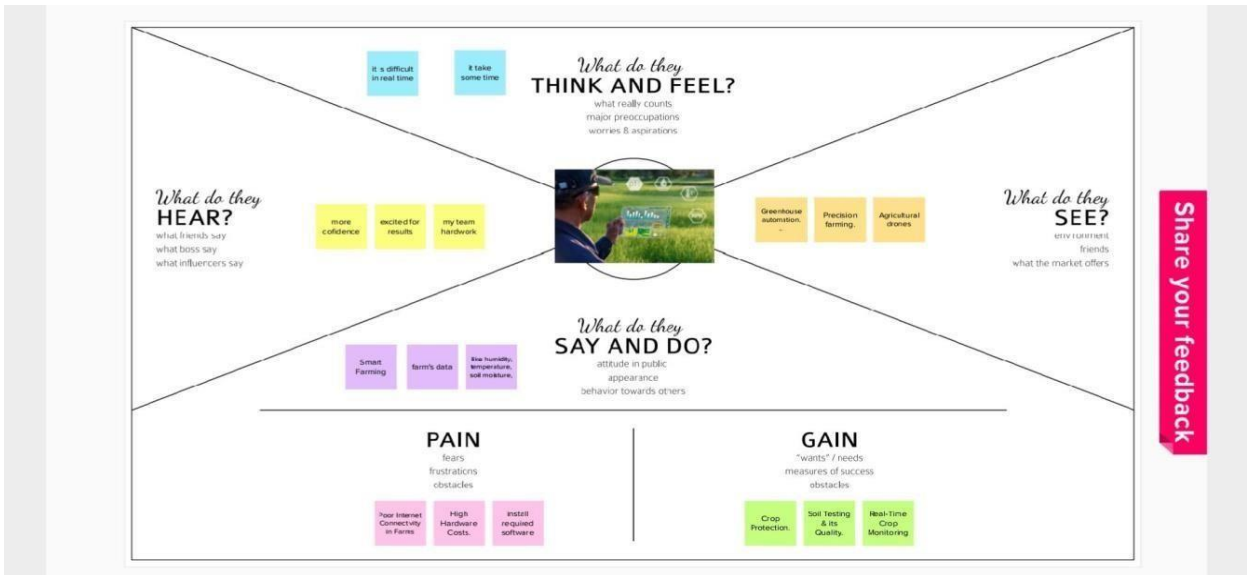 it s difficult
in real time
it take
some time
What do they
THINK AND FEEL?
what really counts
major preoccupations
worries & aspirations
What do they
HEAR?
what friends say
what boss say
what influencers say
more
cofidence
excited for
results
my team
hardwork
Greenhouse
automation.
..
Precision
farming.
Agricultural
drones
What do they
SEE?
environment
friends
what the market offers
What do they
SAY AND DO?
attitude in public
appearance
behavior towards others
Smart
Farming
farm's data
like humidity,
temperature,
soil moisture,
PAIN
fears
frustrations
obstacles
Poor Internet
Connectivity
in Farms
High
Hardware
Costs.
install
required
software
GAIN
"wants" / needs
measures of success
obstacles
Crop
Protection.
Soil Testing
& its
Quality.
Real-Time
Crop
Monitoring
Share your feedback